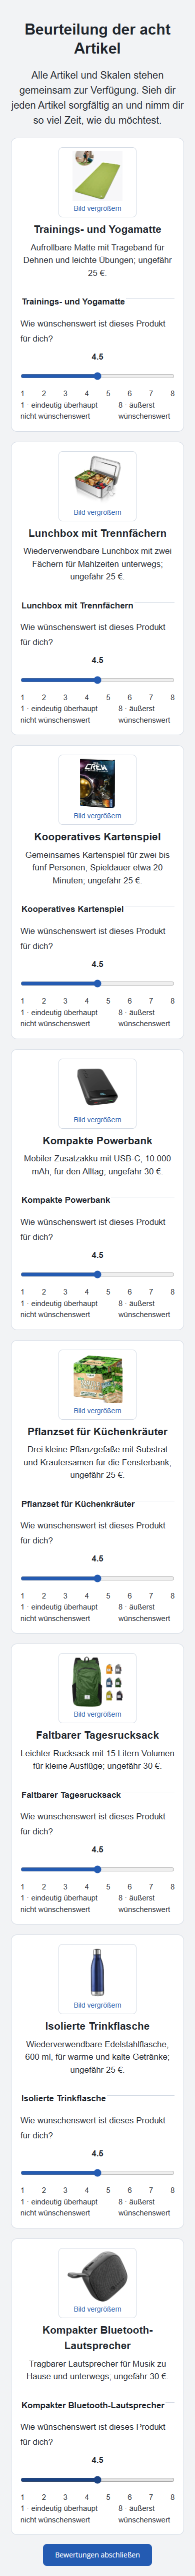 Beurteilung der acht
Artikel
Alle Artikel und Skalen stehen
gemeinsam zur Verfügung. Sieh dir
jeden Artikel sorgfältig an und nimm dir
so viel Zeit, wie du möchtest.
Bild vergrößern
Trainings- und Yogamatte
Aufrollbare Matte mit Trageband für
Dehnen und leichte Übungen; ungefähr
25 €.
Trainings- und Yogamatte
Wie wünschenswert ist dieses Produkt
für dich?
4.5
1 2 3 4 5 6 7 8
1 · eindeutig überhaupt 8 · äußerst
nicht wünschenswert wünschenswert
Bild vergrößern
Lunchbox mit Trennfächern
Wiederverwendbare Lunchbox mit zwei
Fächern für Mahlzeiten unterwegs;
ungefähr 25 €.
Lunchbox mit Trennfächern
Wie wünschenswert ist dieses Produkt
für dich?
4.5
1 2 3 4 5 6 7 8
1 · eindeutig überhaupt 8 · äußerst
nicht wünschenswert wünschenswert
CREW
Bild vergrößern
Kooperatives Kartenspiel
Gemeinsames Kartenspiel für zwei bis
fünf Personen, Spieldauer etwa 20
Minuten; ungefähr 25 €.
Kooperatives Kartenspiel
Wie wünschenswert ist dieses Produkt
für dich?
4.5
1 2 3 4 5 6 7 8
1 · eindeutig überhaupt 8 · äußerst
nicht wünschenswert wünschenswert
Bild vergrößern
Kompakte Powerbank
Mobiler Zusatzakku mit USB-C, 10.000
mAh, für den Alltag; ungefähr 30 €.
Kompakte Powerbank
Wie wünschenswert ist dieses Produkt
für dich?
4.5
1 2 3 4 5 6 7 8
1 · eindeutig überhaupt 8 · äußerst
nicht wünschenswert wünschenswert
Bild vergrößern
Pflanzset für Küchenkräuter
Drei kleine Pflanzgefäße mit Substrat
und Kräutersamen für die Fensterbank;
ungefähr 25 €.
Pflanzset für Küchenkräuter
Wie wünschenswert ist dieses Produkt
für dich?
4.5
1 2 3 4 5 6 7 8
1 · eindeutig überhaupt 8 · äußerst
nicht wünschenswert wünschenswert
Bild vergrößern
Faltbarer Tagesrucksack
Leichter Rucksack mit 15 Litern Volumen
für kleine Ausflüge; ungefähr 30 €.
Faltbarer Tagesrucksack
Wie wünschenswert ist dieses Produkt
für dich?
4.5
1 2 3 4 5 6 7 8
1 · eindeutig überhaupt 8 · äußerst
nicht wünschenswert wünschenswert
Bild vergrößern
Isolierte Trinkflasche
Wiederverwendbare Edelstahlflasche,
600 ml, für warme und kalte Getränke;
ungefähr 25 €.
Isolierte Trinkflasche
Wie wünschenswert ist dieses Produkt
für dich?
4.5
1 2 3 4 5 6 7 8
1 · eindeutig überhaupt 8 · äußerst
nicht wünschenswert wünschenswert
Bild vergrößern
Kompakter Bluetooth-
Lautsprecher
Tragbarer Lautsprecher für Musik zu
Hause und unterwegs; ungefähr 30 €.
Kompakter Bluetooth-Lautsprecher
Wie wünschenswert ist dieses Produkt
für dich?
4.5
1 2 3 4 5 6 7 8
1 · eindeutig überhaupt 8 · äußerst
nicht wünschenswert wünschenswert
Bewertungen abschließen